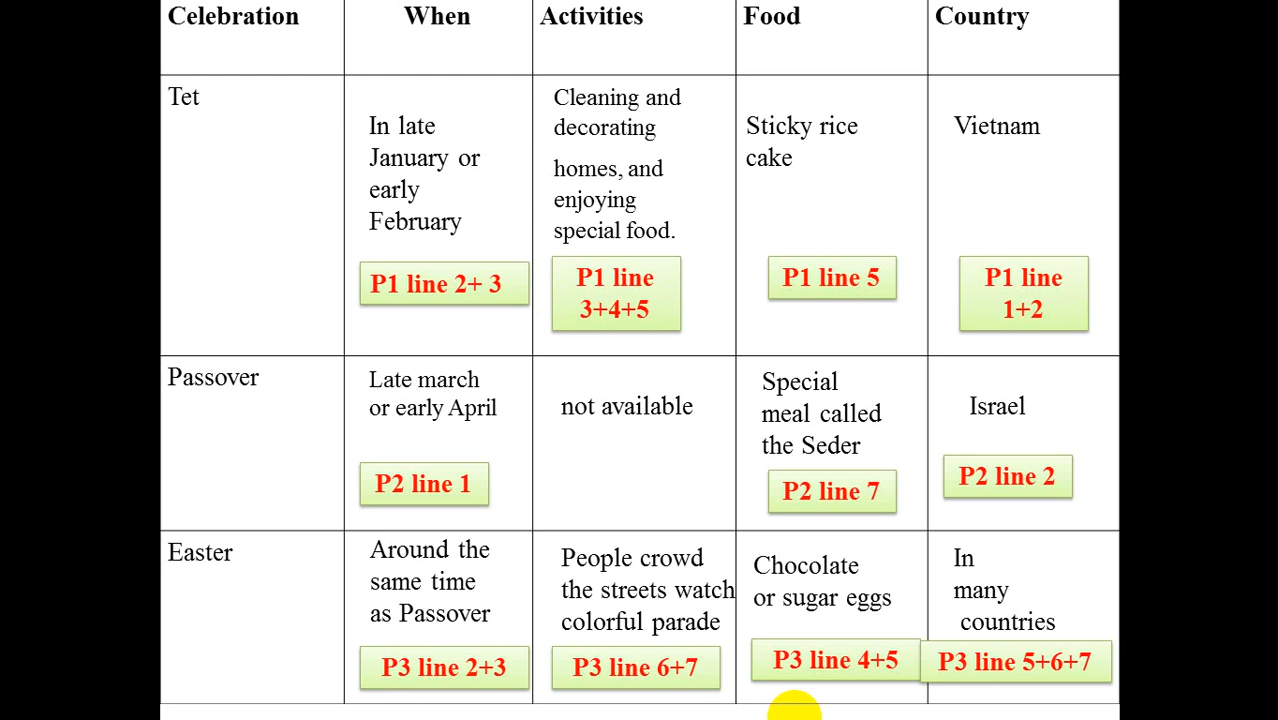 Celebration
When
Activities
Food
Country
Tet
In late
January or
early
February
P1 line 2+ 3
Cleaning and
decorating
homes, and
enjoying
special food.
P1 line
3+4+5
Sticky rice
cake
P1 line 5
Vietnam
P1 line
1+2
Passover
Late march
or early April
P2 line 1
not available
Special
meal called
the Seder
P2 line 7
Israel
P2 line 2
Easter
Around the
same time
as Passover
P3 line 2+3
People crowd
the streets watch
colorful parade
P3 line 6+7
Chocolate
or sugar eggs
P3 line 4+5
In
many
countries
P3 line 5+6+7